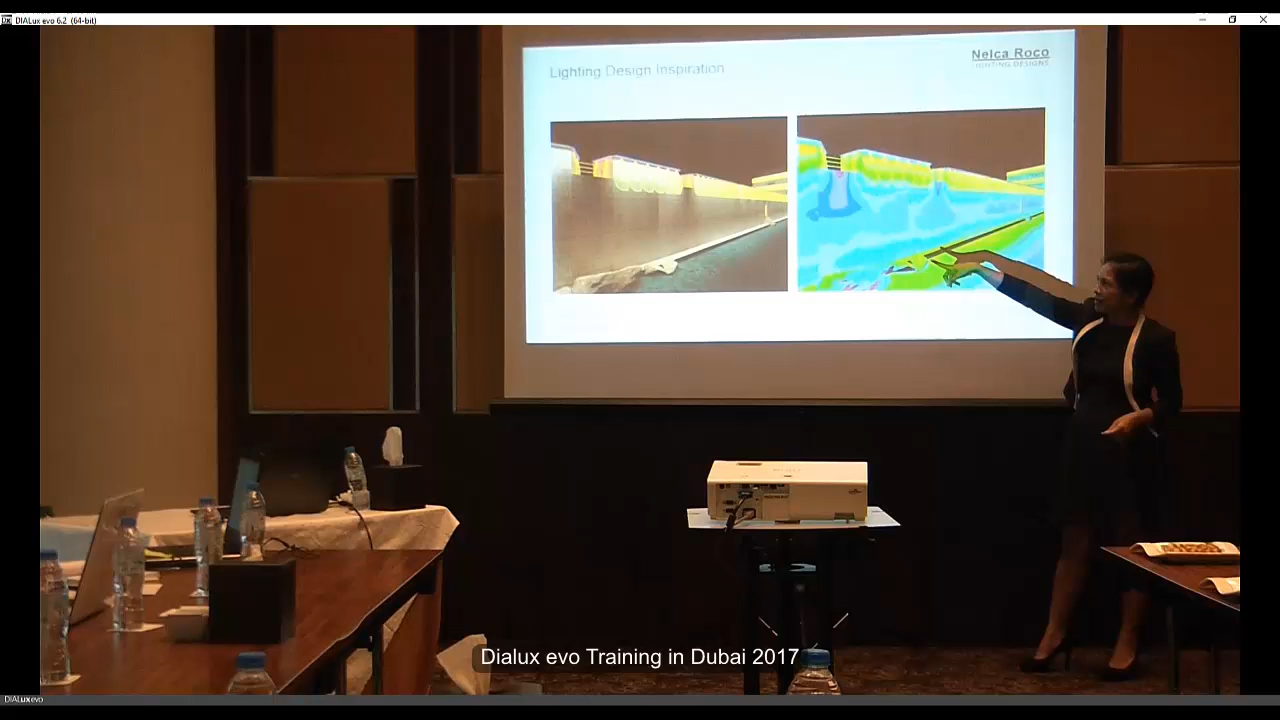 DIALux evo 6.2 (64-bit)
Lighting Design Inspiration
Nelca Roco
LIGHTING DESIGNS
Dialux evo Training in Dubai 2017
DIALux evo